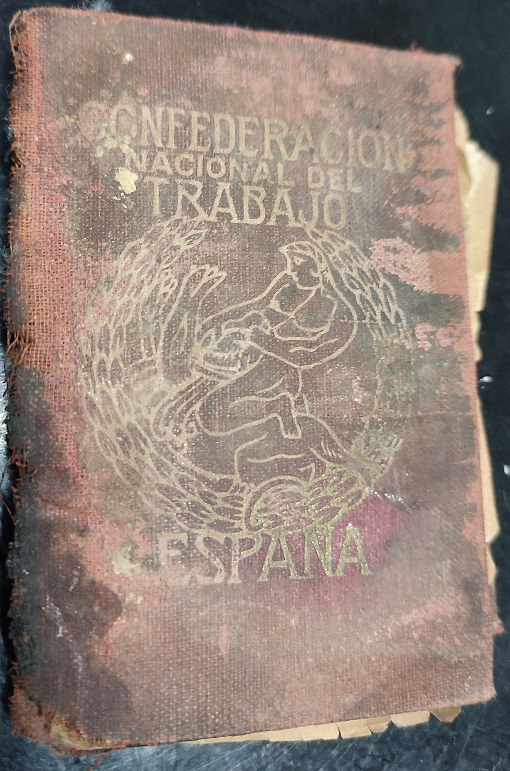 CONFEDERACION
NACIONAL DEL
TRABAJO
ESPAÑA